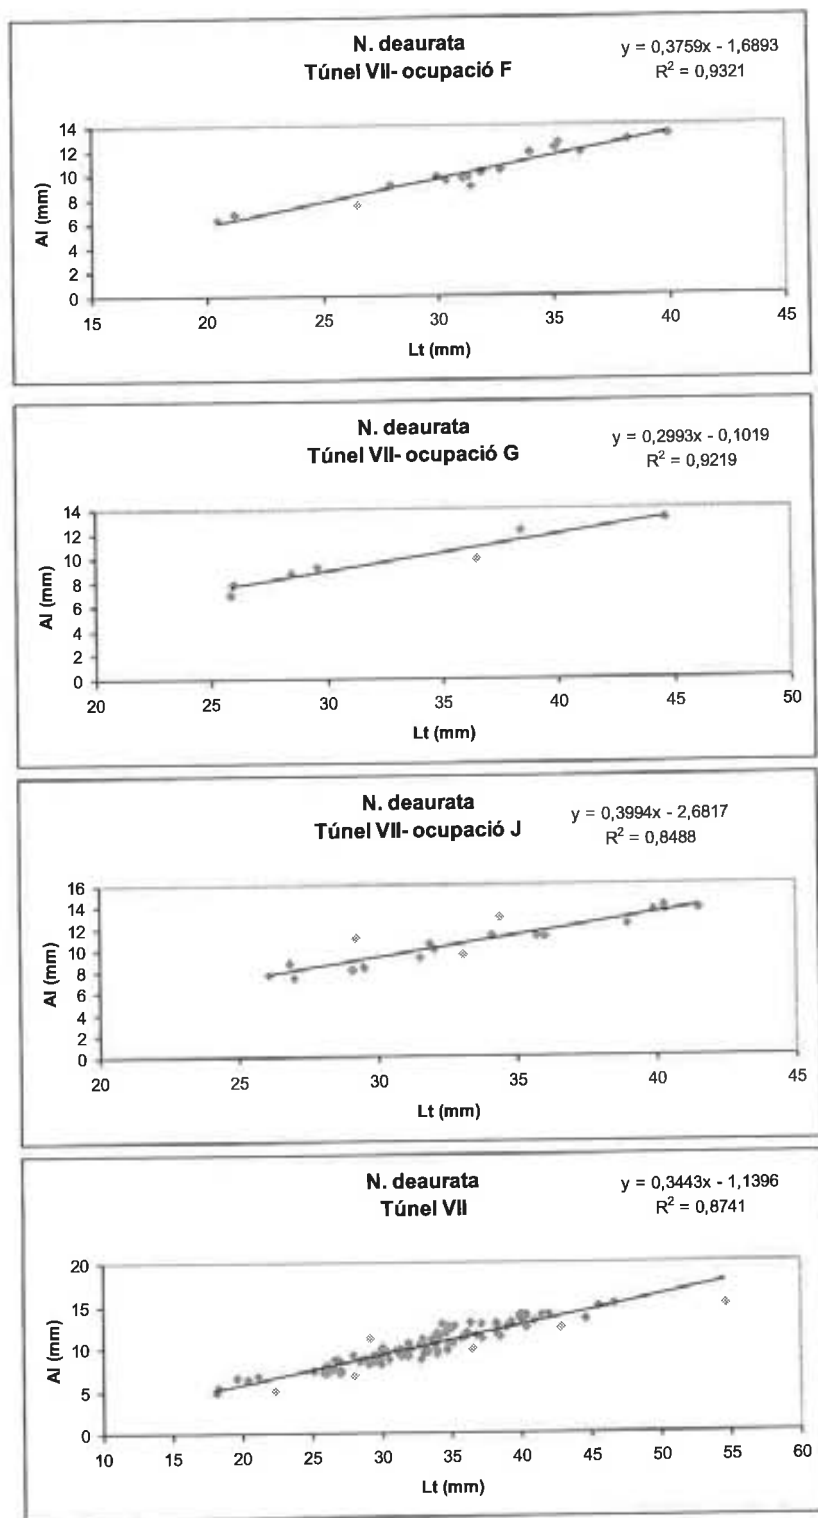 N. deaurata
Túnel VII- ocupació F
y = 0,3759x - 1,6893
R² = 0,9321
14
12
10
8
6
4
2
0
Al (mm)
15 20 25 30 35 40 45
Lt (mm)
N. deaurata
Túnel VII- ocupació G
y = 0,2993x - 0,1019
R² = 0,9219
14
12
10
8
6
4
2
0
Al (mm)
20 25 30 35 40 45 50
Lt (mm)
N. deaurata
Túnel VII- ocupació J
y = 0,3994x - 2,6817
R² = 0,8488
16
14
12
10
8
6
4
2
0
Al (mm)
20 25 30 35 40 45
Lt (mm)
N. deaurata
Túnel VII
y = 0,3443x - 1,1396
R² = 0,8741
20
15
10
5
0
Al (mm)
10 15 20 25 30 35 40 45 50 55 60
Lt (mm)